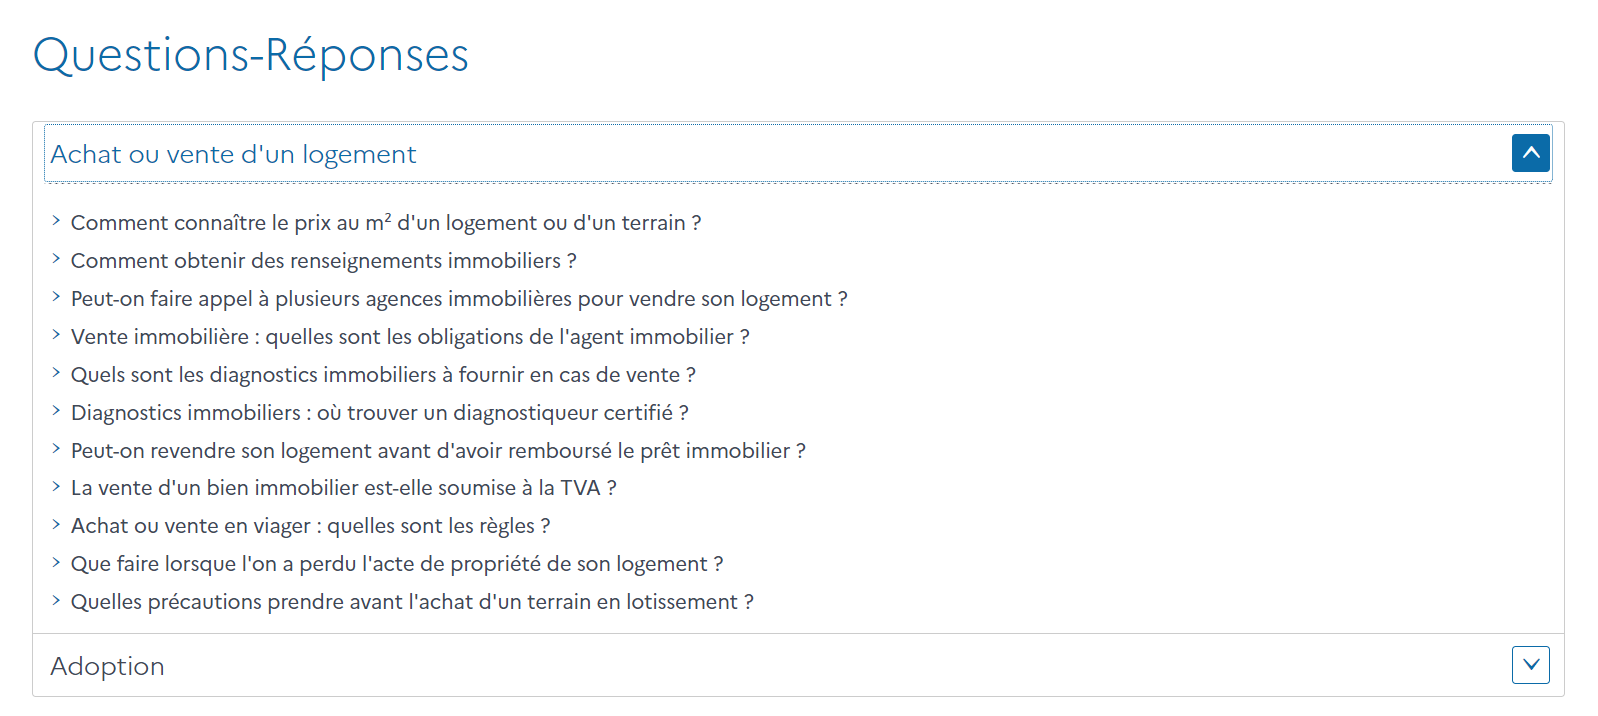 Questions-Réponses
Achat ou vente d'un logement
Comment connaître le prix au m² d'un logement ou d'un terrain ?
Comment obtenir des renseignements immobiliers ?
Peut-on faire appel à plusieurs agences immobilières pour vendre son logement ?
Vente immobilière : quelles sont les obligations de l'agent immobilier ?
Quels sont les diagnostics immobiliers à fournir en cas de vente ?
Diagnostics immobiliers : où trouver un diagnostiqueur certifié ?
Peut-on revendre son logement avant d'avoir remboursé le prêt immobilier ?
La vente d'un bien immobilier est-elle soumise à la TVA ?
Achat ou vente en viager : quelles sont les règles ?
Que faire lorsque l'on a perdu l'acte de propriété de son logement ?
Quelles précautions prendre avant l'achat d'un terrain en lotissement ?
Adoption